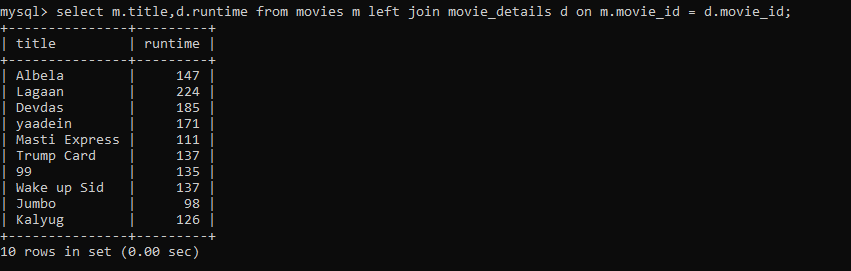 mysql> select m.title,d.runtime from movies m left join movie_details d on m.movie_id = d.movie_id;
+---------------+---------+
| title         | runtime |
+---------------+---------+
| Albela        |     147 |
| Lagaan        |     224 |
| Devdas        |     185 |
| yaadein       |     171 |
| Masti Express |     111 |
| Trump Card    |     137 |
| 99            |     135 |
| Wake up Sid   |     137 |
| Jumbo         |      98 |
| Kalyug        |     126 |
+---------------+---------+
10 rows in set (0.00 sec)